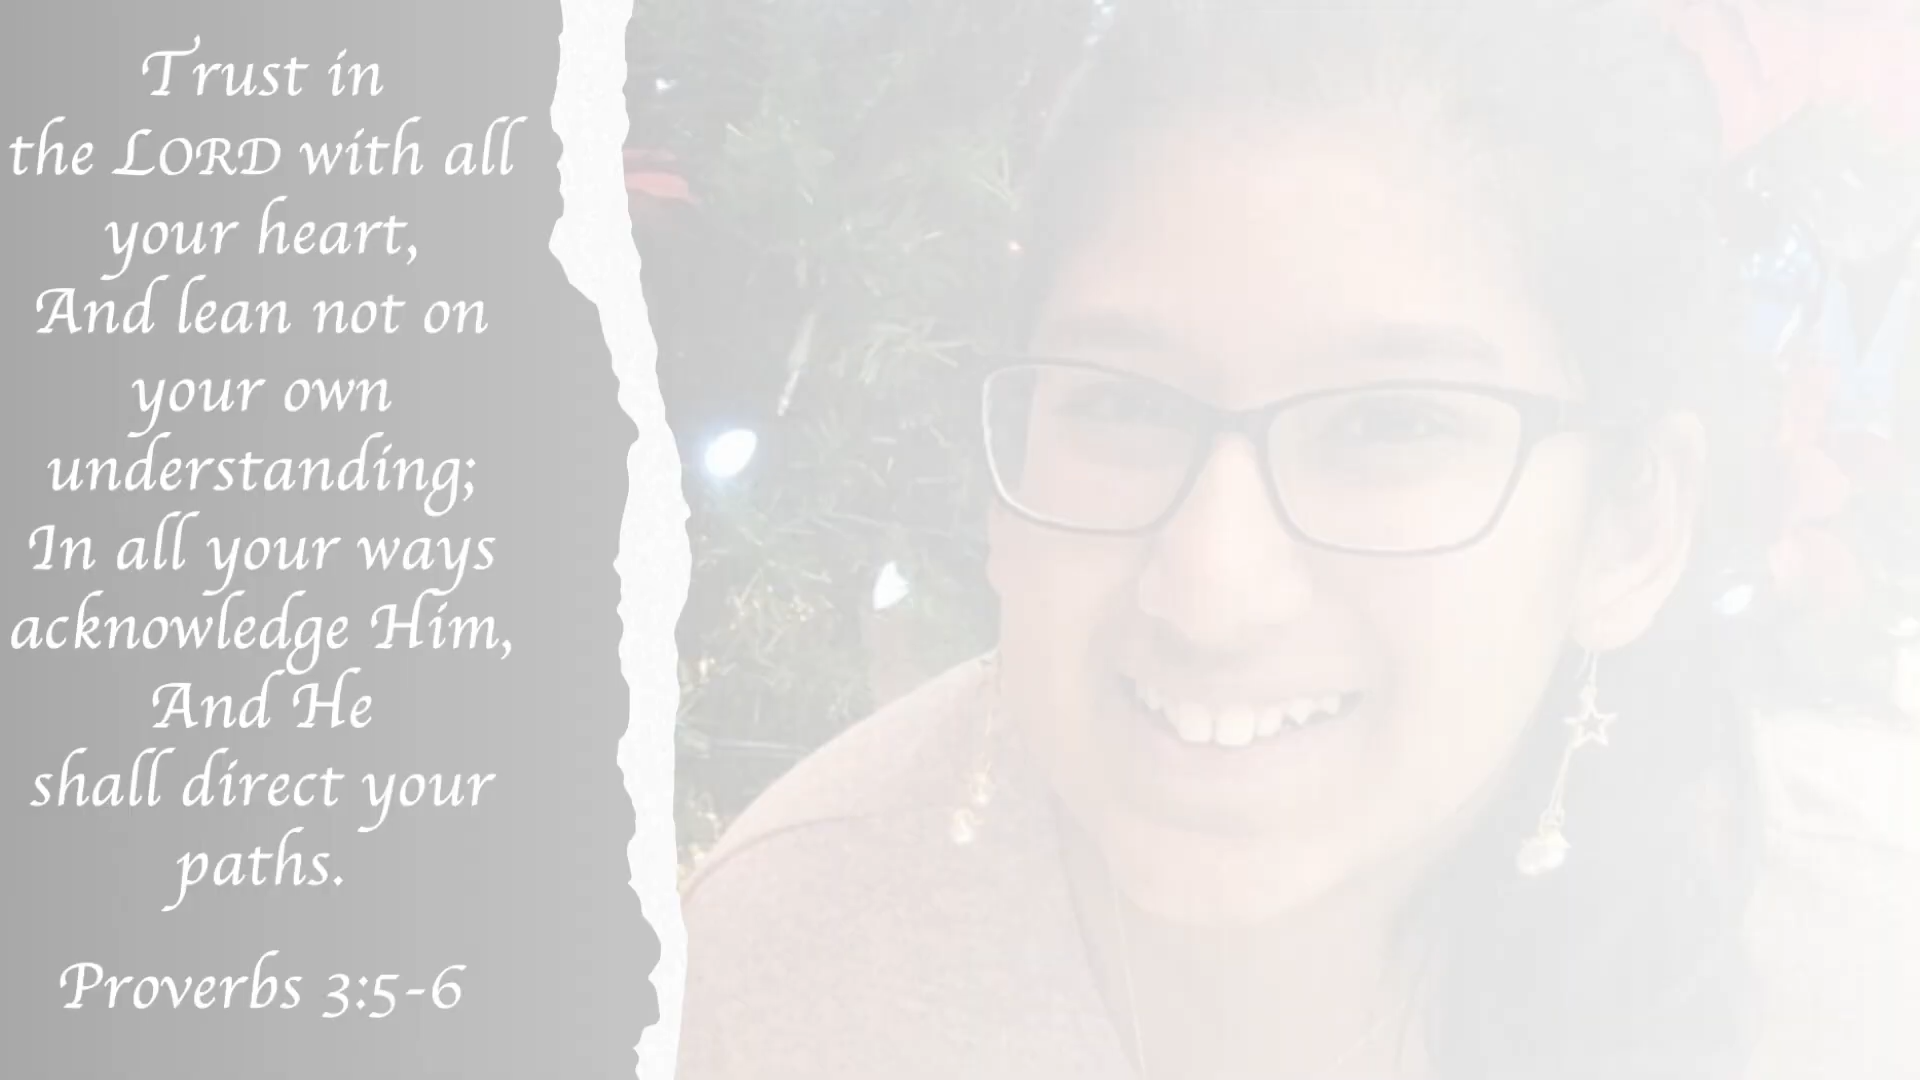 Trust in
the LORD with all
your heart,
And lean not on
your own
understanding;
In all your ways
acknowledge Him,
And He
shall direct your
paths.
Proverbs 3:5-6